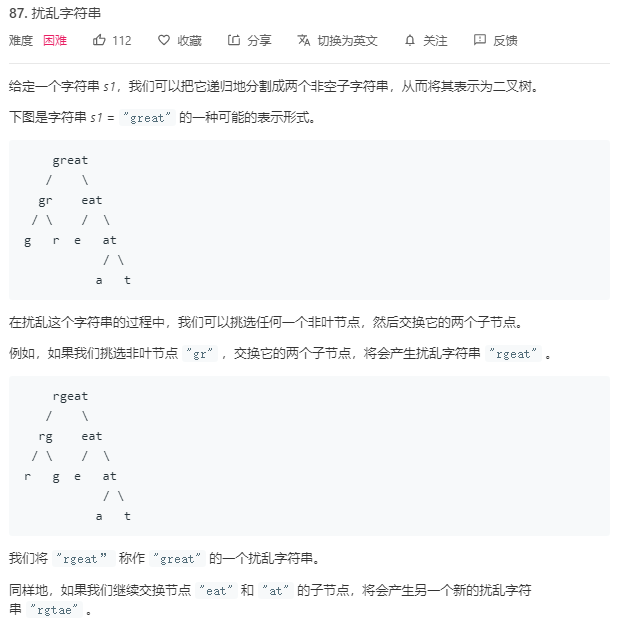 87. 扰乱字符串
难度 困难 112 收藏 分享 切换为英文 关注 反馈
给定一个字符串 s1，我们可以把它递归地分割成两个非空子字符串，从而将其表示为二叉树。
下图是字符串 s1 = "great" 的一种可能的表示形式。
great
/ \
gr eat
/ \ / \
g r e at
/ \
a t
在扰乱这个字符串的过程中，我们可以挑选任何一个非叶节点，然后交换它的两个子节点。
例如，如果我们挑选非叶节点 "gr" ，交换它的两个子节点，将会产生扰乱字符串 "rgeat" 。
rgeat
/ \
rg eat
/ \ / \
r g e at
/ \
a t
我们将 "rgeat” 称作 "great" 的一个扰乱字符串。
同样地，如果我们继续交换节点 "eat" 和 "at" 的子节点，将会产生另一个新的扰乱字符
串 "rgtae" 。